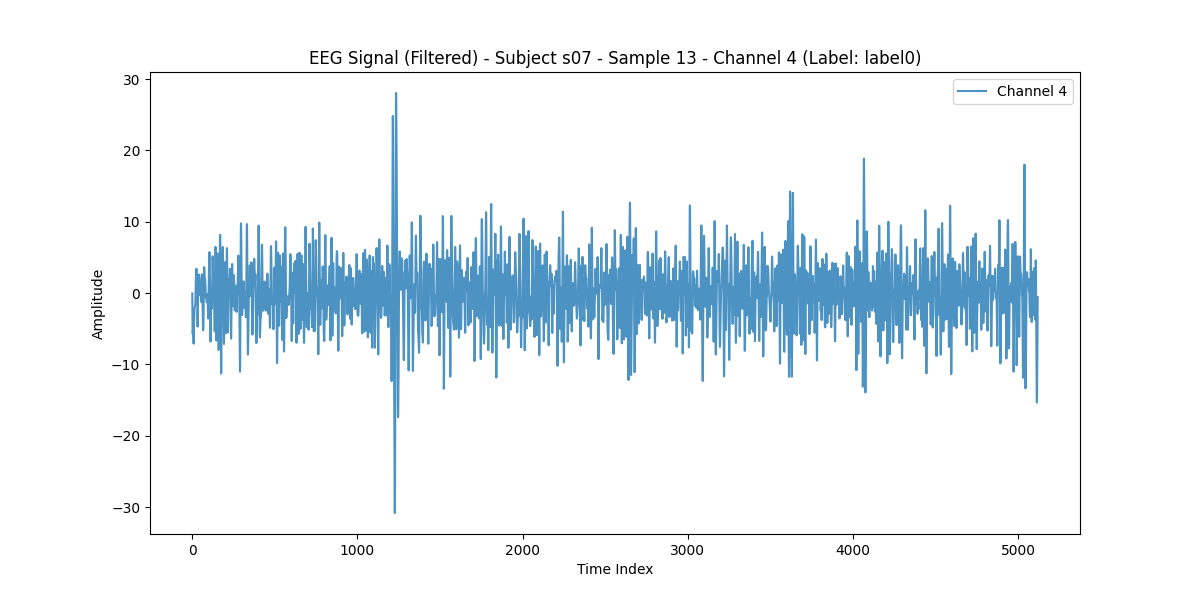 EEG Signal (Filtered) - Subject s07 - Sample 13 - Channel 4 (Label: label0)
Channel 4
30
20
10
0
−10
−20
−30
Amplitude
0 1000 2000 3000 4000 5000
Time Index